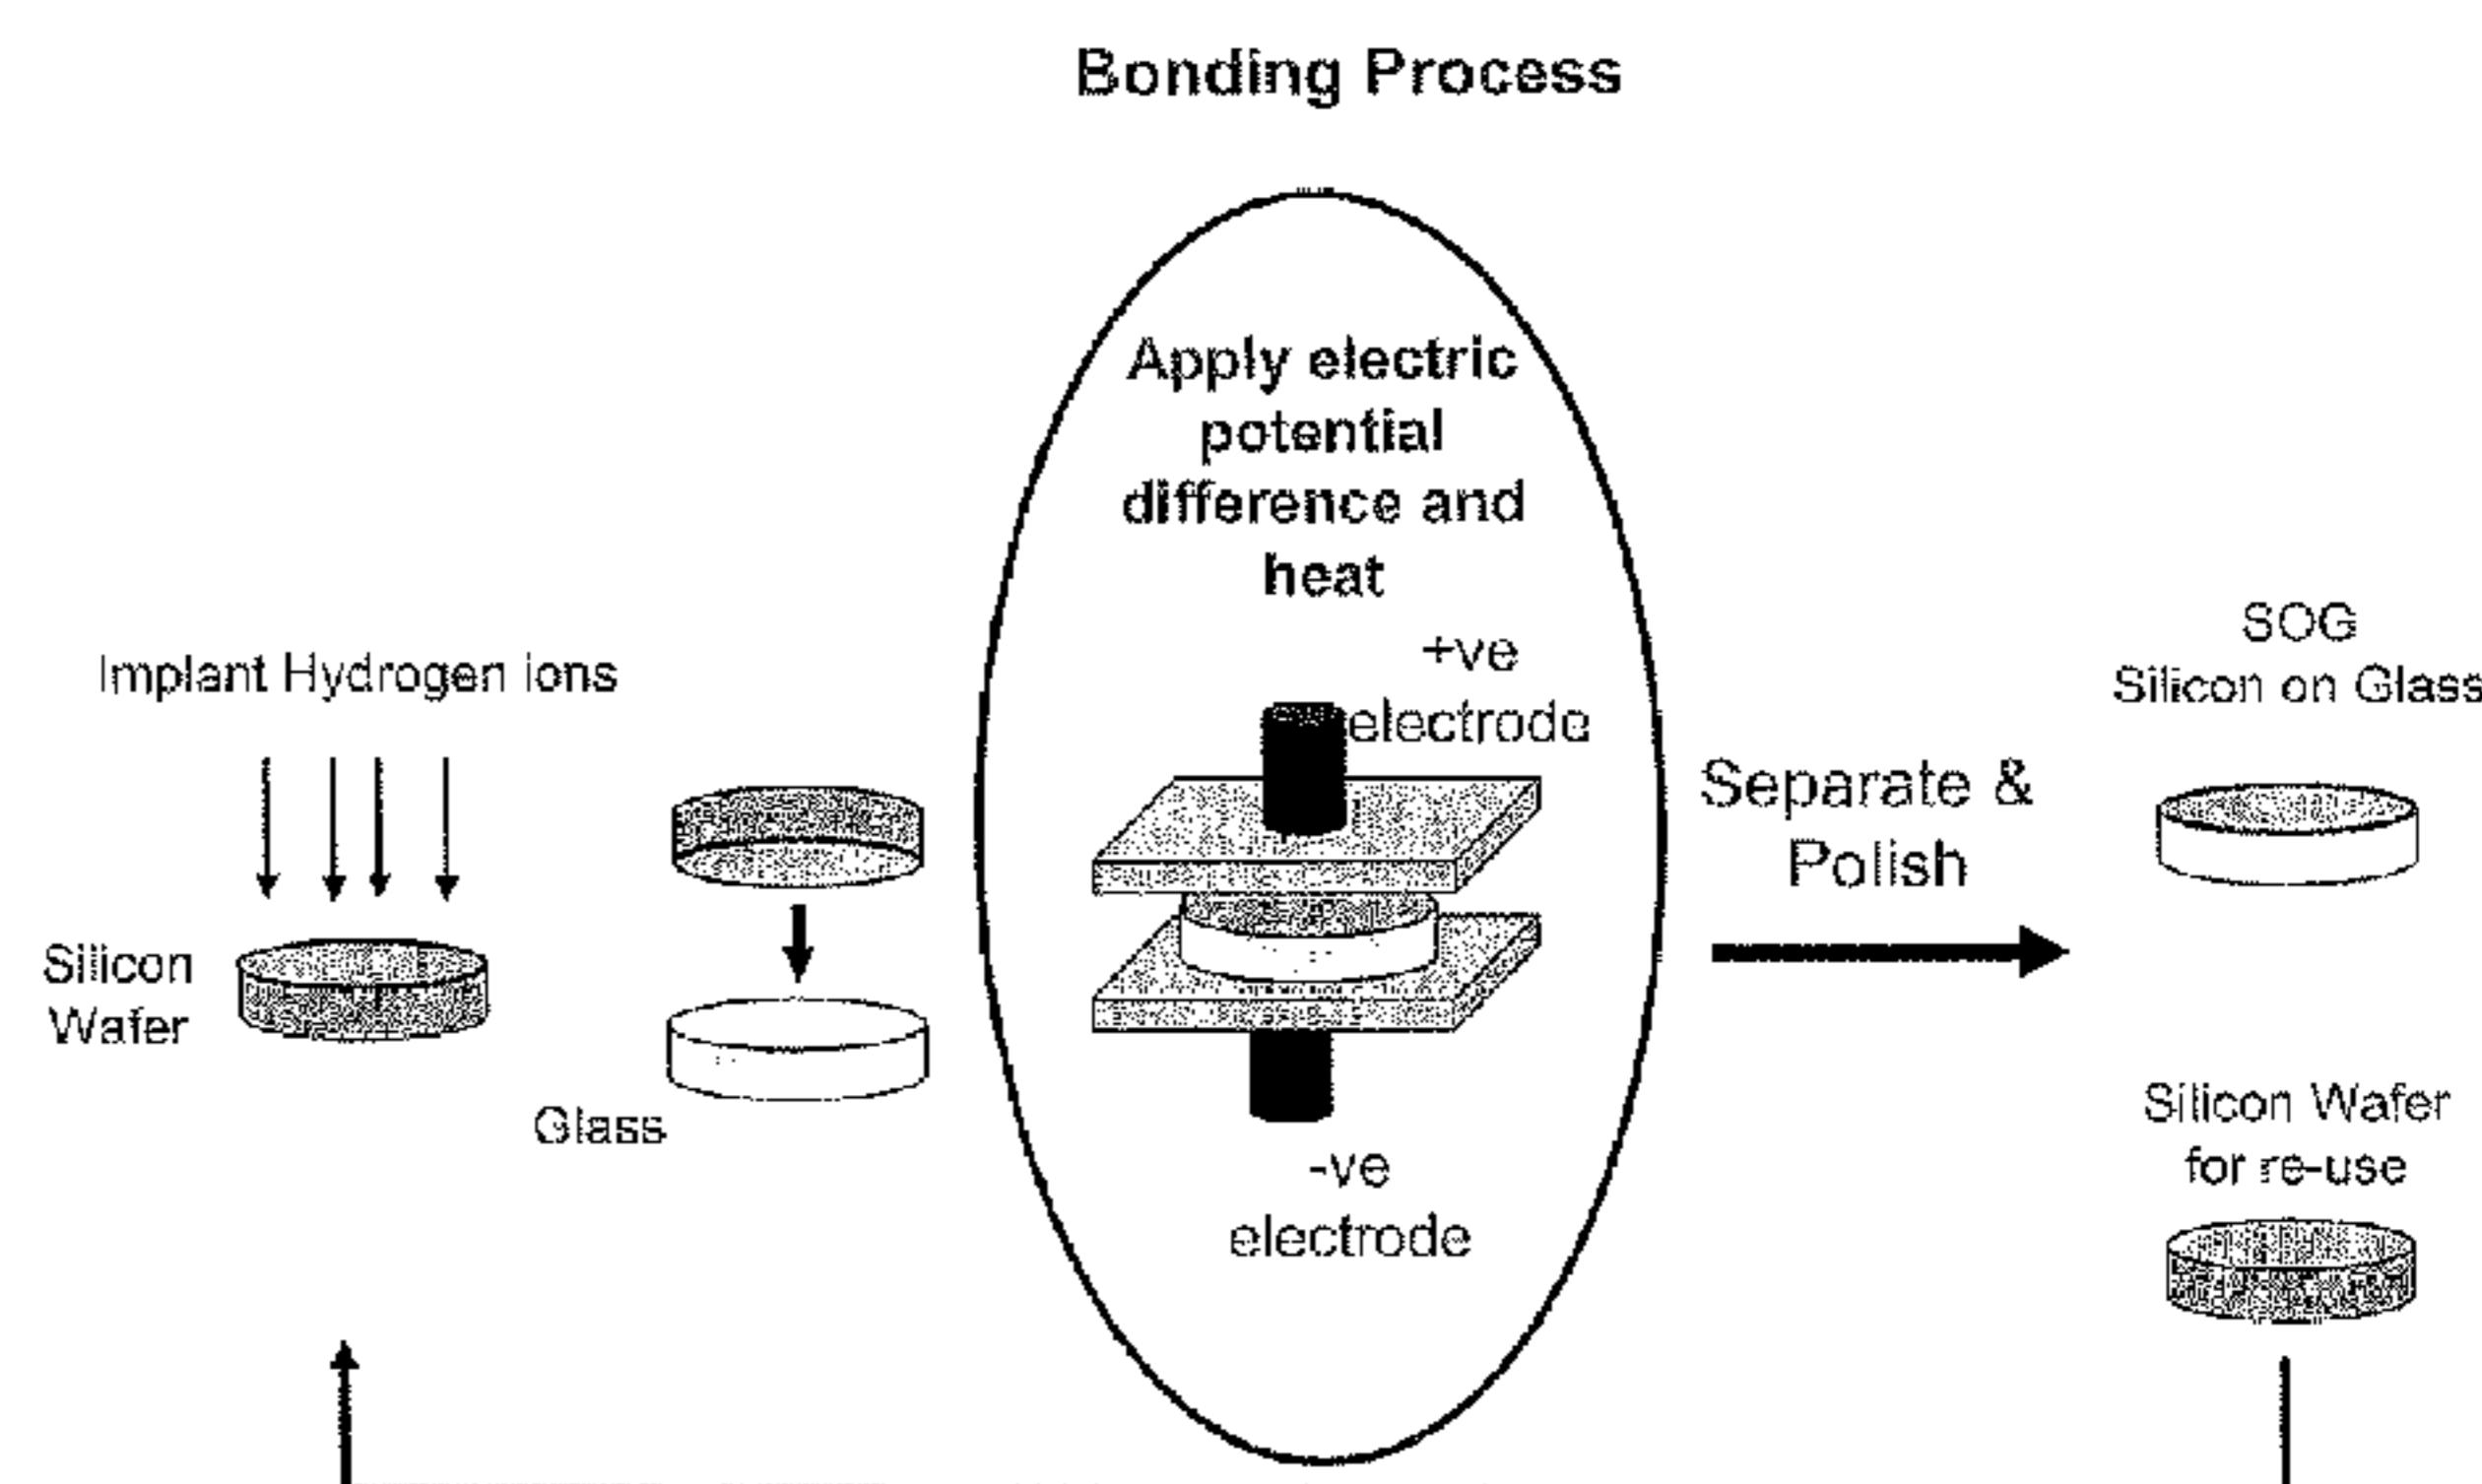 Bonding Process
Apply electric
potential
difference and
heat
+ve
electrode
Implant Hydrogen ions
Silicon
Wafer
Glass
-ve
electrode
Separate &
Polish
SOG
Silicon on Glass
Silicon Wafer
for re-use